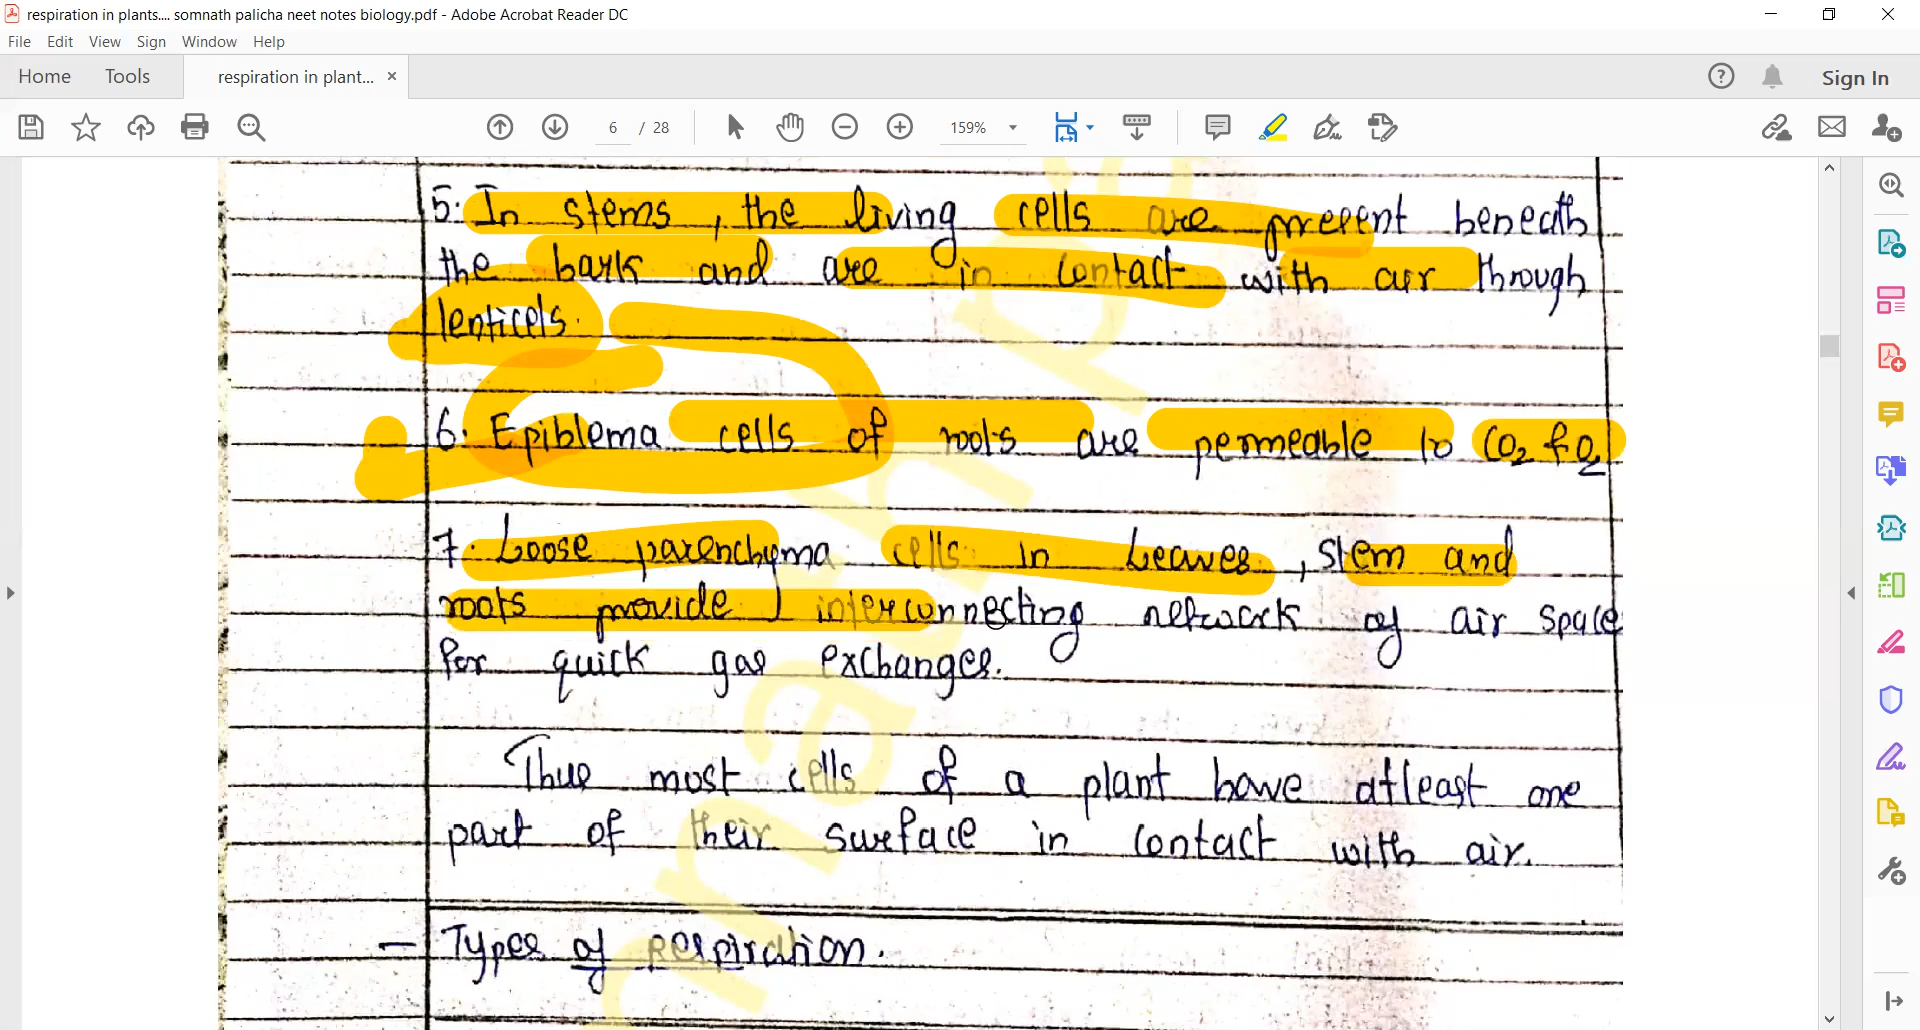 respiration in plants.... somnath palicha neet notes biology.pdf - Adobe Acrobat Reader DC
File Edit View Sign Window Help
Home Tools respiration in plant... × Sign In
6 / 28 159%
5. In stems, the living cells are present beneath
the bark and are in contact with air through
lenticels.
6. Epiblema cells of roots are permeable to CO2 & O2
7. Loose parenchyma cells in leaves, stem and
roots provide interconnecting network of air space
for quick gas exchanges.
Thus most cells of a plant have atleast one
part of their surface in contact with air.
– Types of respiration.